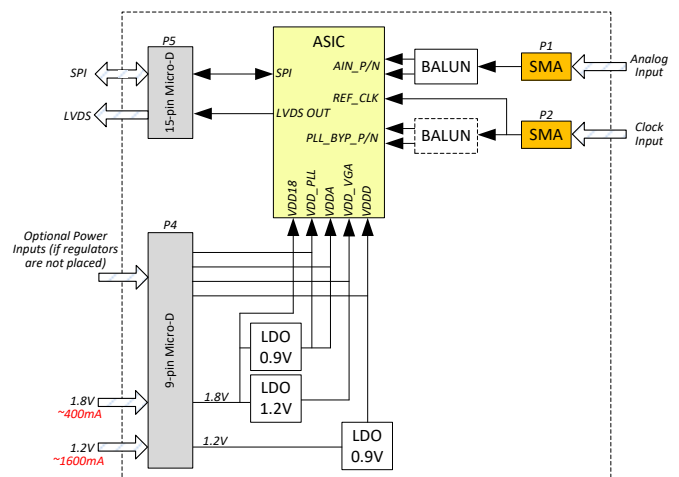 P5
ASIC
P1
SPI
15-pin Micro-D
SPI
AIN_P/N
BALUN
SMA
Analog
Input
LVDS
LVDS OUT
REF_CLK
P2
PLL_BYP_P/N
BALUN
SMA
Clock
Input
VDD18
VDD_PLL
VDDA
VDD_VGA
VDDD
P4
Optional Power
Inputs (if regulators
are not placed)
9-pin Micro-D
LDO
0.9V
1.8V
~400mA
1.8V
LDO
1.2V
1.2V
~1600mA
1.2V
LDO
0.9V